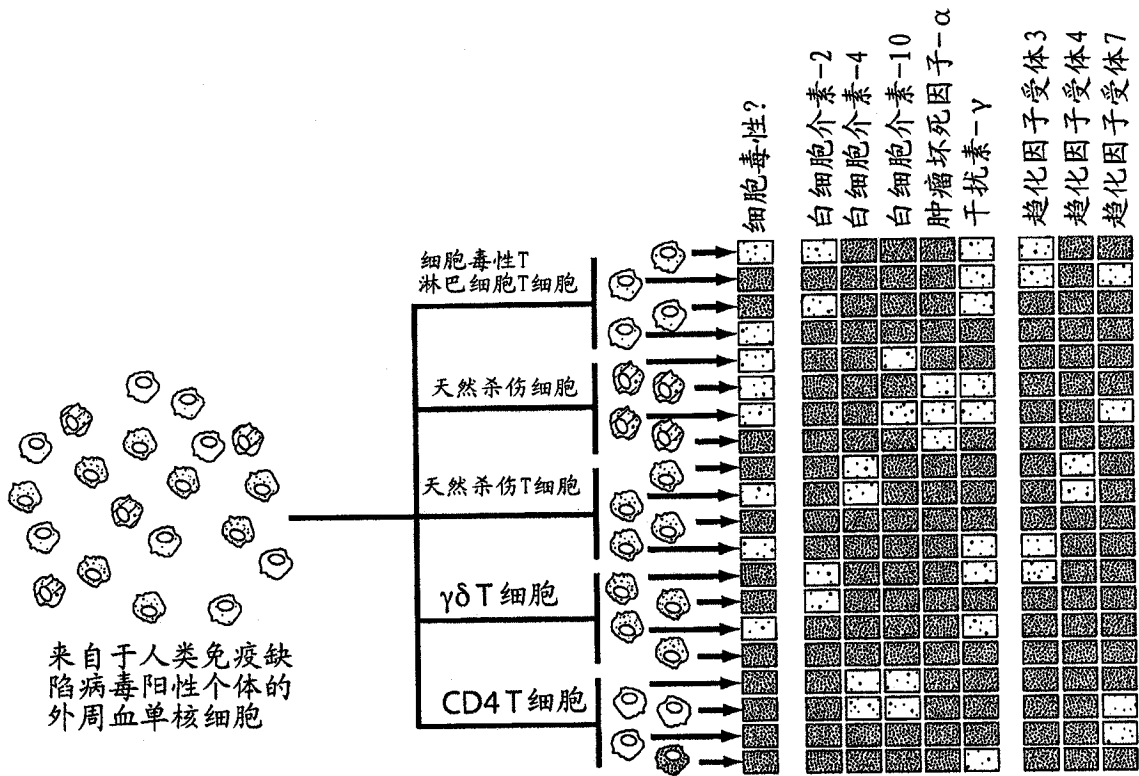 细胞毒性?
白细胞介素-2
白细胞介素-4
白细胞介素-10
肿瘤坏死因子-α
干扰素-γ
趋化因子受体3
趋化因子受体4
趋化因子受体7
细胞毒性T
淋巴细胞T细胞
天然杀伤细胞
天然杀伤T细胞
γδT细胞
CD4T细胞
来自于人类免疫缺
陷病毒阳性个体的
外周血单核细胞